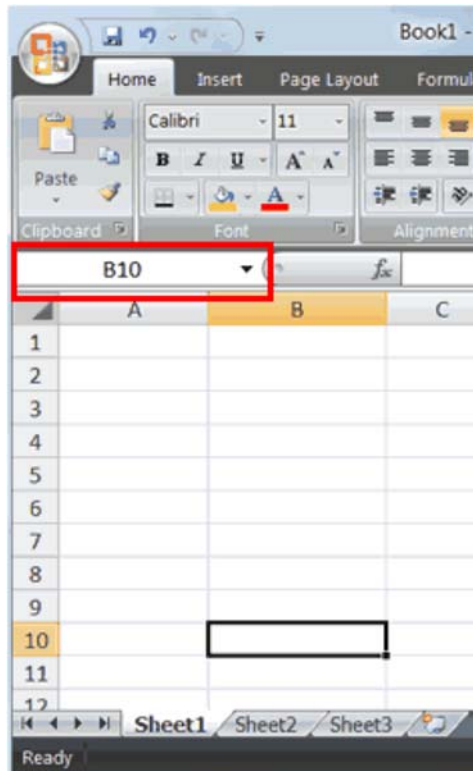 Book1 -
Home Insert Page Layout Formul
Calibri 11
Paste B I U A A A
Clipboard Font Alignment
B10 fx
A B C
1
2
3
4
5
6
7
8
9
10
11
12
Sheet1 Sheet2 Sheet3
Ready